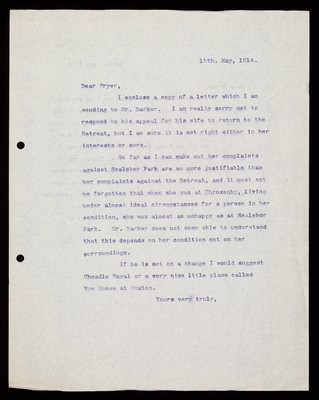 15th. May, 1914.
Dear Fryer,
I enclose a copy of a letter which I am
sending to Mr. Barker. I am really sorry not to
respond to his appeal for his wife to return to the
Retreat, but I am sure it is not right either in her
interests or ours.
So far as I can make out her complaints
against Scalebor Park are no more justifiable than
her complaints against the Retreat, and it must not
be forgotten that when she was at Throxenby, living
under almost ideal circumstances for a person in her
condition, she was almost as unhappy as at Scalebor
Park. Mr. Barker does not seem able to understand
that this depends on her condition not on her
surroundings.
If he is set on a change I would suggest
Cheadle Royal or a very nice little place called
Wye House at Buxton.
Yours very truly,